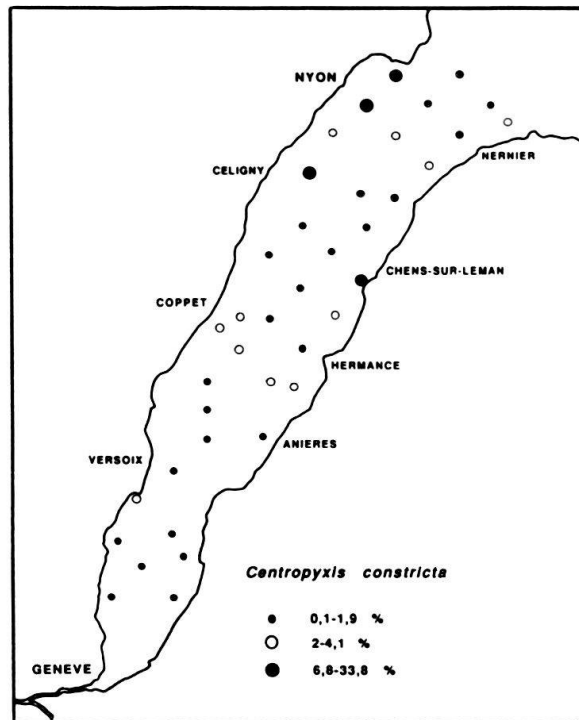 NYON
NERNIER
CELIGNY
CHENS-SUR-LEMAN
COPPET
HERMANCE
ANIERES
VERSOIX
Centropyxis constricta
0,1-1,9 %
2-4,1 %
6,8-33,8 %
GENEVE